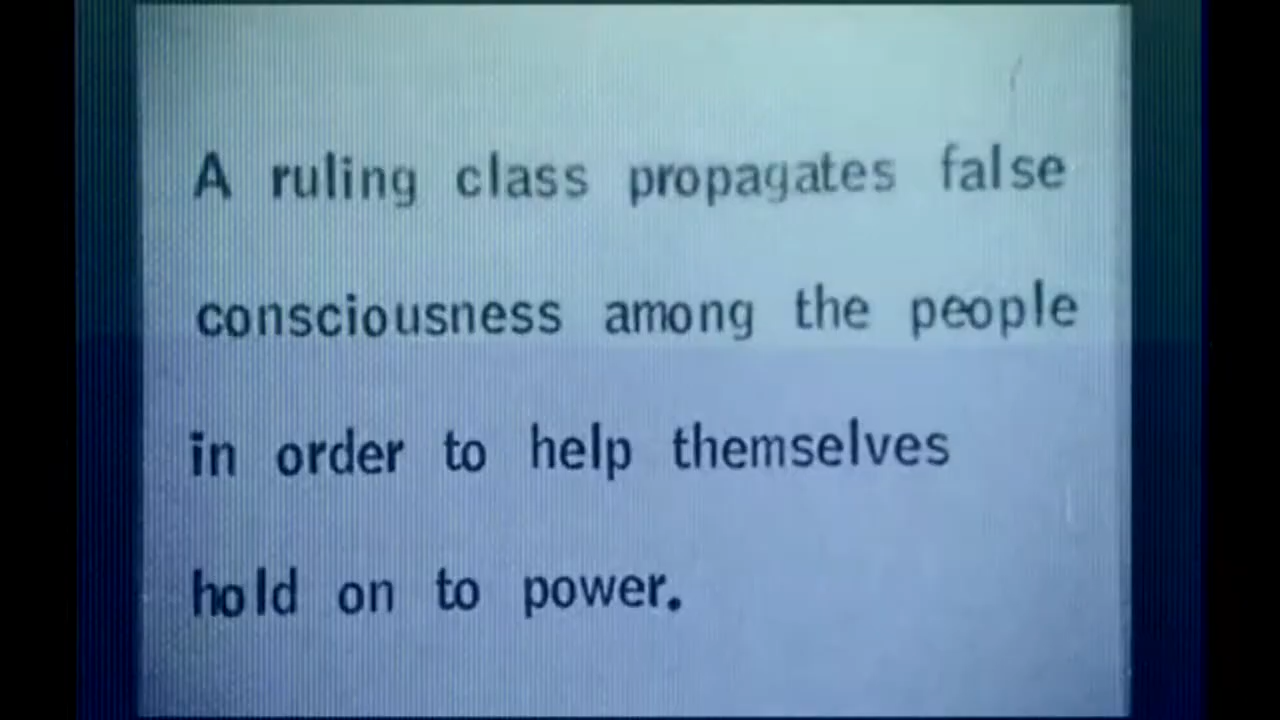 A ruling class propagates false
consciousness among the people
in order to help themselves
hold on to power.